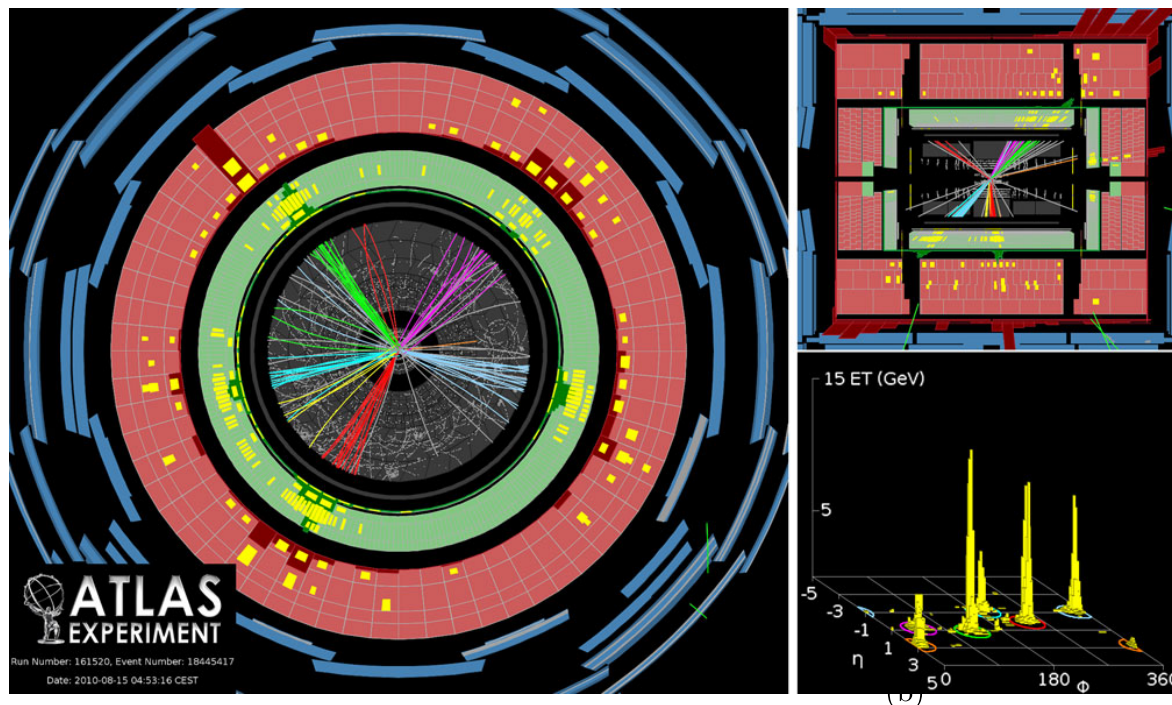 ATLAS
EXPERIMENT
Run Number: 161520, Event Number: 18445417
Date: 2010-08-15 04:53:16 CEST
15 ET (GeV)
5
-5
-3
-1
1
3
5
η
0
180
360
Φ
(b)